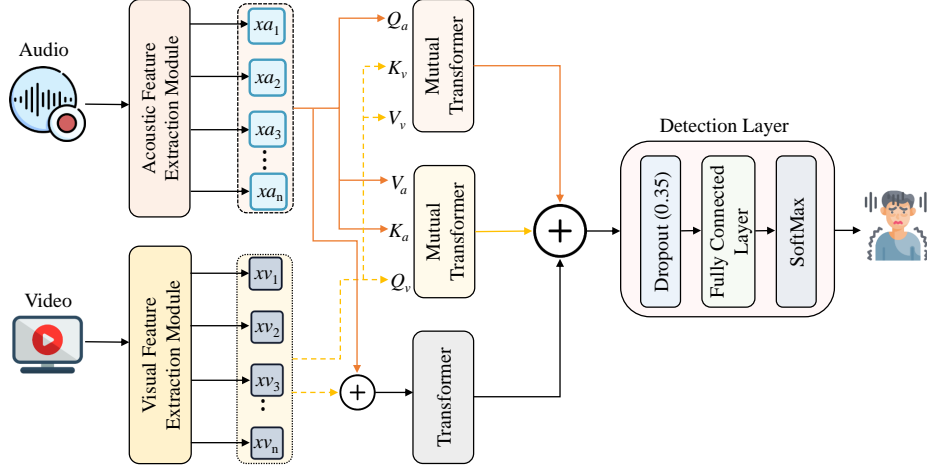 Audio
Acoustic Feature
Extraction Module
xa₁
xa₂
xa₃
xaₙ
Qₐ
Kᵥ
Vᵥ
Mutual
Transformer
Vₐ
Kₐ
Qᵥ
Mutual
Transformer
Video
Visual Feature
Extraction Module
xv₁
xv₂
xv₃
xvₙ
+
Transformer
+
Detection Layer
Dropout (0.35)
Fully Connected
Layer
SoftMax